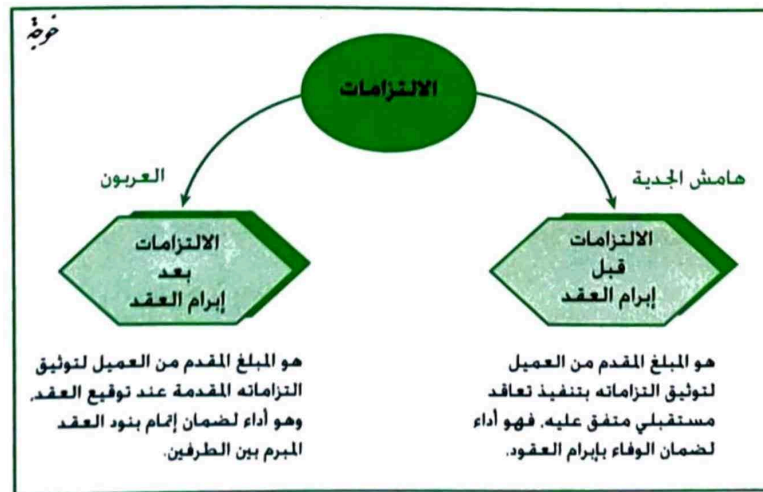 الالتزامات
هامش الجدية
العربون
الالتزامات
قبل
إبرام العقد
الالتزامات
بعد
إبرام العقد
هو المبلغ المقدم من العميل
لتوثيق التزاماته بتنفيذ تعاقد
مستقبلي متفق عليه، فهو أداء
لضمان الوفاء بإبرام العقود.
هو المبلغ المقدم من العميل لتوثيق
التزاماته المقدمة عند توقيع العقد،
وهو أداء لضمان إتمام بنود العقد
المبرم بين الطرفين.